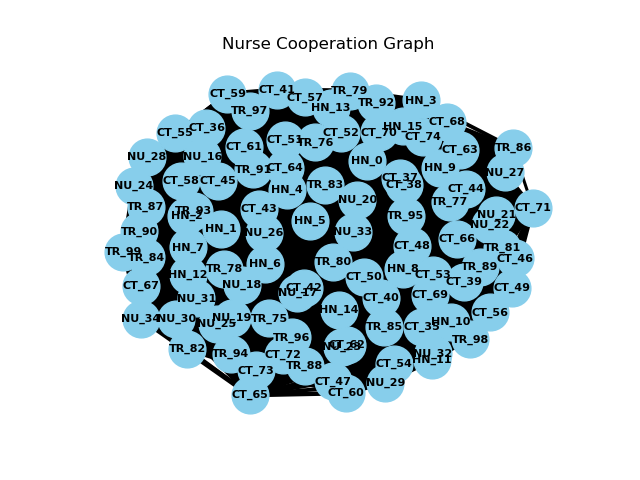 Nurse Cooperation Graph
CT_59
CT_41
CT_57
TR_79
TR_97
HN_13
TR_92
HN_3
CT_55
CT_36
CT_51
TR_76
CT_52
CT_70
HN_15
CT_74
CT_68
TR_86
NU_28
NU_16
CT_61
TR_91
CT_64
HN_0
CT_63
HN_9
NU_27
NU_24
CT_58
CT_45
HN_4
TR_83
CT_37
CT_38
CT_44
TR_87
HN_2
TR_93
CT_43
NU_20
TR_77
CT_71
TR_90
HN_1
NU_26
HN_5
NU_33
TR_95
NU_21
NU_22
TR_99
TR_84
HN_7
CT_48
CT_66
TR_81
CT_46
HN_12
TR_78
HN_6
TR_80
HN_8
CT_53
TR_89
CT_67
NU_31
NU_18
NU_17
CT_42
CT_50
CT_40
CT_69
CT_39
CT_49
NU_34
NU_30
NU_25
NU_19
TR_75
HN_14
TR_85
CT_35
HN_10
CT_56
TR_82
TR_94
TR_96
CT_72
NU_23
CT_62
NU_32
HN_11
TR_98
CT_73
TR_88
CT_54
CT_65
CT_47
CT_60
NU_29